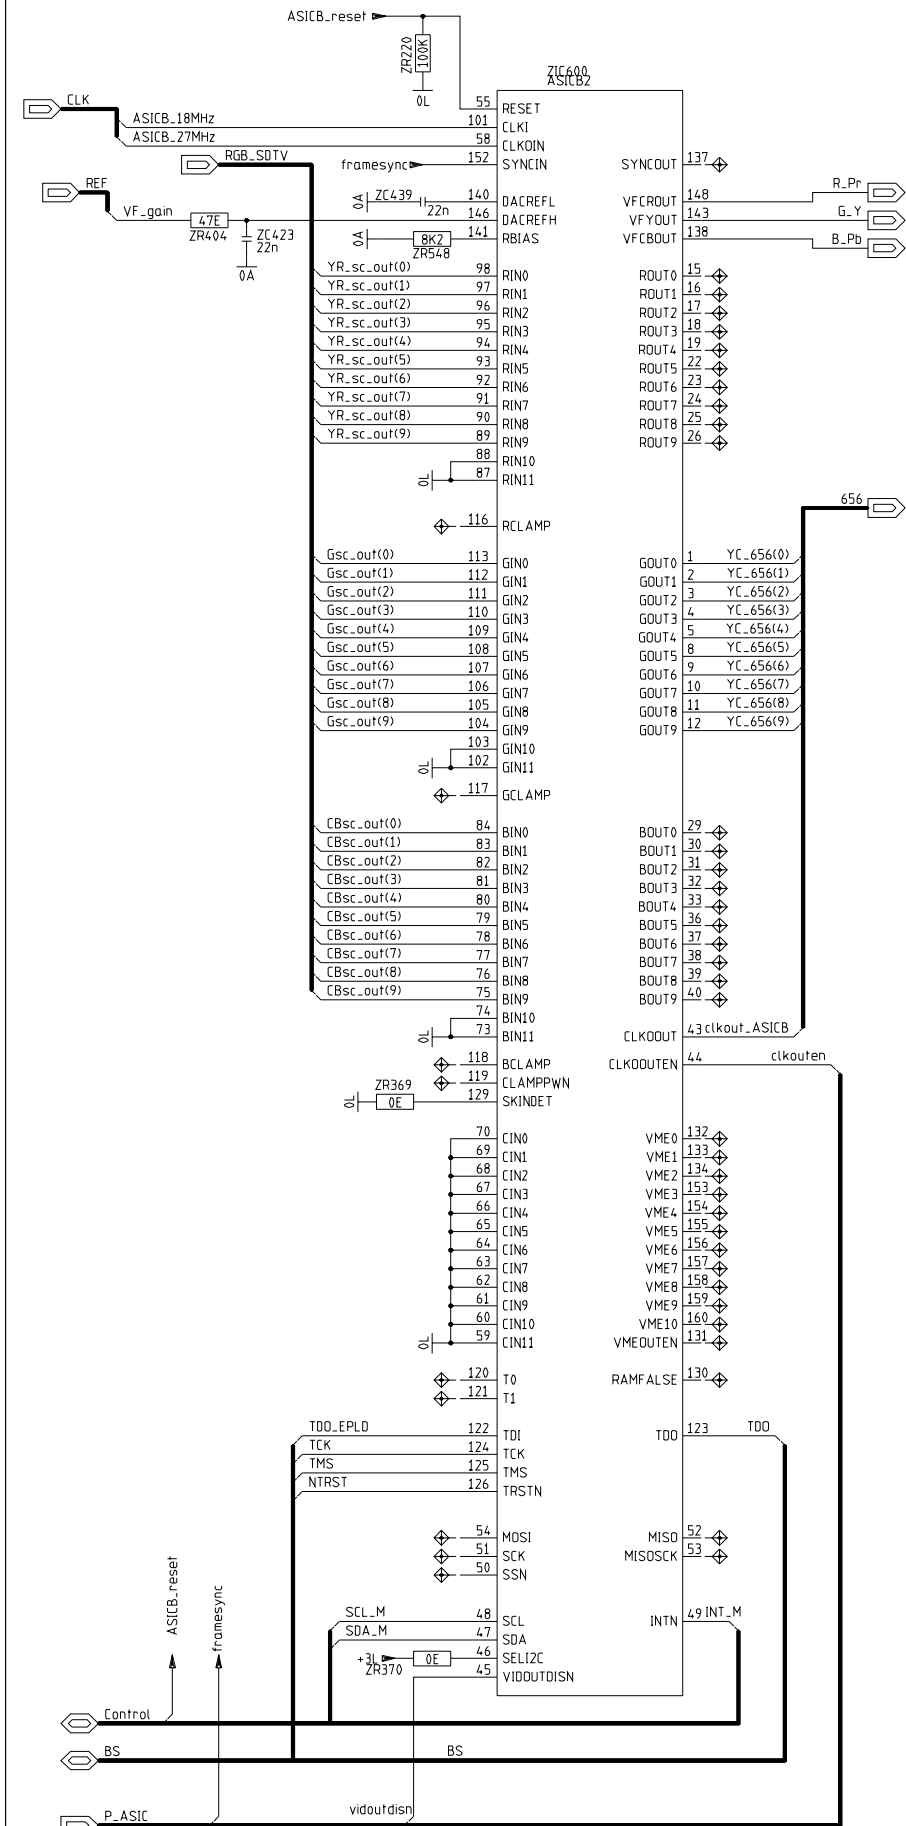 ASICB_reset
ZR220 100K
0L
ZIC600
ASICB2
CLK
ASICB_18MHz
ASICB_27MHz
RGB_SDTV
framesync
REF
VF_gain
47E
ZR404
ZC423
22n
0A
0A ZC439 22n
0A 8K2 ZR548
55 RESET
101 CLKI
58 CLKOIN
152 SYNCIN
SYNCOUT 137
140 DACREFL
146 DACREFH
141 RBIAS
VFCROUT 148 R_Pr
VFYOUT 143 G_Y
VFCBOUT 138 B_Pb
YR_sc_out(0) 98 RIN0 ROUT0 15
YR_sc_out(1) 97 RIN1 ROUT1 16
YR_sc_out(2) 96 RIN2 ROUT2 17
YR_sc_out(3) 95 RIN3 ROUT3 18
YR_sc_out(4) 94 RIN4 ROUT4 19
YR_sc_out(5) 93 RIN5 ROUT5 22
YR_sc_out(6) 92 RIN6 ROUT6 23
YR_sc_out(7) 91 RIN7 ROUT7 24
YR_sc_out(8) 90 RIN8 ROUT8 25
YR_sc_out(9) 89 RIN9 ROUT9 26
88 RIN10
0L 87 RIN11
656
116 RCLAMP
Gsc_out(0) 113 GIN0 GOUT0 1 YC_656(0)
Gsc_out(1) 112 GIN1 GOUT1 2 YC_656(1)
Gsc_out(2) 111 GIN2 GOUT2 3 YC_656(2)
Gsc_out(3) 110 GIN3 GOUT3 4 YC_656(3)
Gsc_out(4) 109 GIN4 GOUT4 5 YC_656(4)
Gsc_out(5) 108 GIN5 GOUT5 8 YC_656(5)
Gsc_out(6) 107 GIN6 GOUT6 9 YC_656(6)
Gsc_out(7) 106 GIN7 GOUT7 10 YC_656(7)
Gsc_out(8) 105 GIN8 GOUT8 11 YC_656(8)
Gsc_out(9) 104 GIN9 GOUT9 12 YC_656(9)
103 GIN10
0L 102 GIN11
117 GCLAMP
CBsc_out(0) 84 BIN0 BOUT0 29
CBsc_out(1) 83 BIN1 BOUT1 30
CBsc_out(2) 82 BIN2 BOUT2 31
CBsc_out(3) 81 BIN3 BOUT3 32
CBsc_out(4) 80 BIN4 BOUT4 33
CBsc_out(5) 79 BIN5 BOUT5 36
CBsc_out(6) 78 BIN6 BOUT6 37
CBsc_out(7) 77 BIN7 BOUT7 38
CBsc_out(8) 76 BIN8 BOUT8 39
CBsc_out(9) 75 BIN9 BOUT9 40
74 BIN10
0L 73 BIN11 CLKOOUT 43 clkout_ASICB
118 BCLAMP CLKOOUTEN 44 clkouten
119 CLAMPPWN
ZR369
0L 0E 129 SKINDET
70 CIN0 VME0 132
69 CIN1 VME1 133
68 CIN2 VME2 134
67 CIN3 VME3 153
66 CIN4 VME4 154
65 CIN5 VME5 155
64 CIN6 VME6 156
63 CIN7 VME7 157
62 CIN8 VME8 158
61 CIN9 VME9 159
60 CIN10 VME10 160
0L 59 CIN11 VMEOUTEN 131
120 T0 RAMFALSE 130
121 T1
TDO_EPLD 122 TDI TDO 123 TDO
TCK 124 TCK
TMS 125 TMS
NTRST 126 TRSTN
54 MOSI MISO 52
51 SCK MISOSCK 53
50 SSN
ASICB_reset
framesync
SCL_M 48 SCL INTN 49 INT_M
SDA_M 47 SDA
+3L 0E 46 SELI2C
ZR370
45 VIDOUTDISN
Control
BS
BS
vidoutdisn
P_ASIC